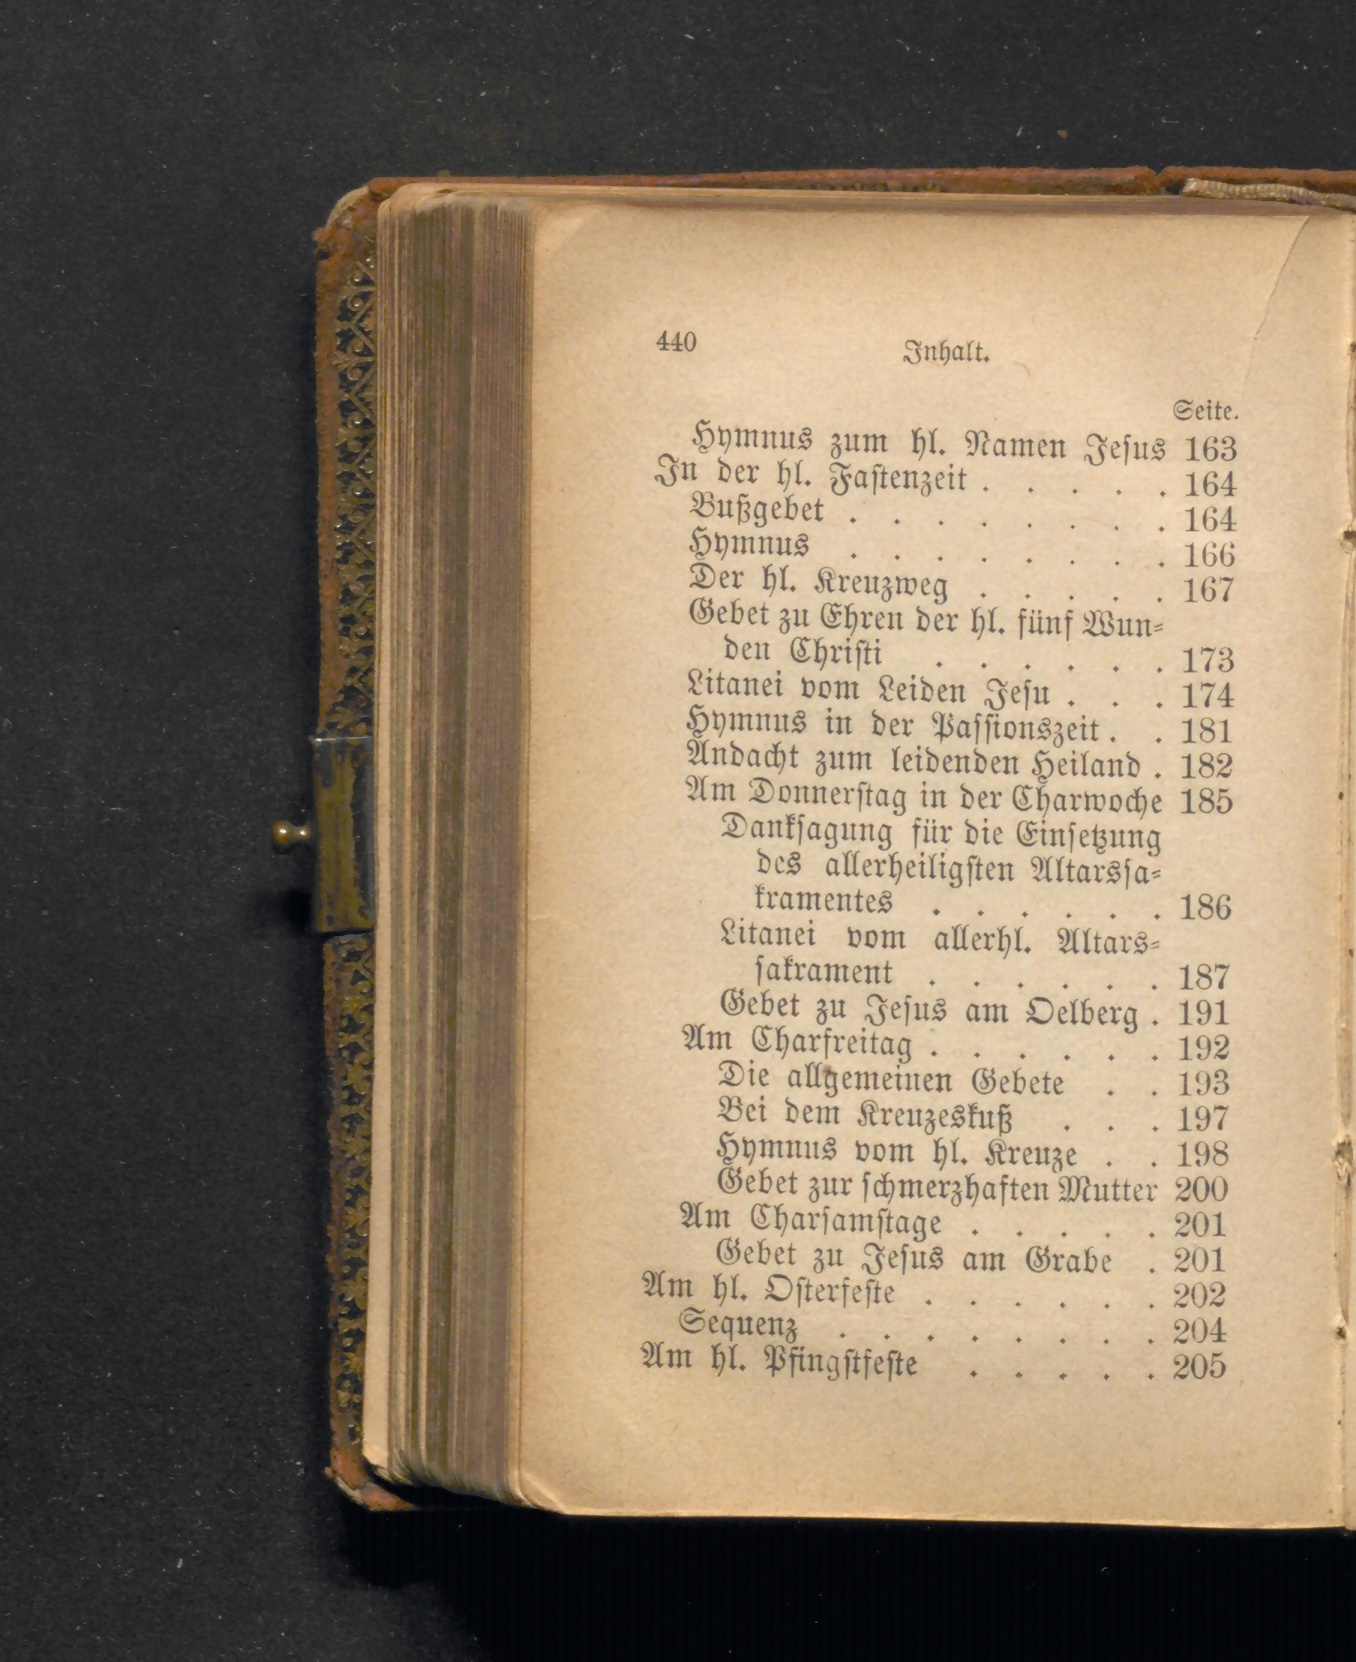 440
Inhalt.
Seite.
Hymnus zum hl. Namen Jesus 163
In der hl. Fastenzeit . . . . . 164
Bußgebet . . . . . . . . 164
Hymnus . . . . . . . . 166
Der hl. Kreuzweg . . . . . 167
Gebet zu Ehren der hl. fünf Wun-
den Christi . . . . . . 173
Litanei vom Leiden Jesu . . . 174
Hymnus in der Passionszeit . . 181
Andacht zum leidenden Heiland . 182
Am Donnerstag in der Charwoche 185
Danksagung für die Einsetzung
des allerheiligsten Altarssa-
kramentes . . . . . . 186
Litanei vom allerhl. Altars-
sakrament . . . . . . 187
Gebet zu Jesus am Oelberg . 191
Am Charfreitag . . . . . . 192
Die allgemeinen Gebete . . 193
Bei dem Kreuzeskuß . . . 197
Hymnus vom hl. Kreuze . . 198
Gebet zur schmerzhaften Mutter 200
Am Charsamstage . . . . . 201
Gebet zu Jesus am Grabe . 201
Am hl. Osterfeste . . . . . . 202
Sequenz . . . . . . . . 204
Am hl. Pfingstfeste . . . . . 205